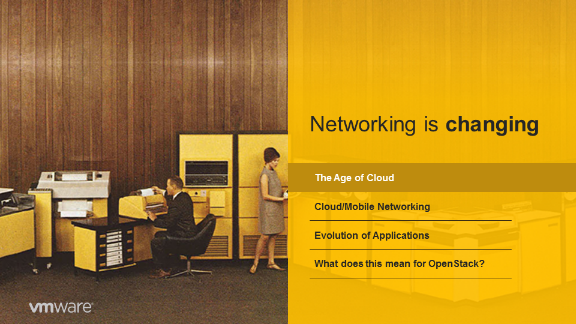 Networking is changing
The Age of Cloud
Cloud/Mobile Networking
Evolution of Applications
What does this mean for OpenStack?
vmware